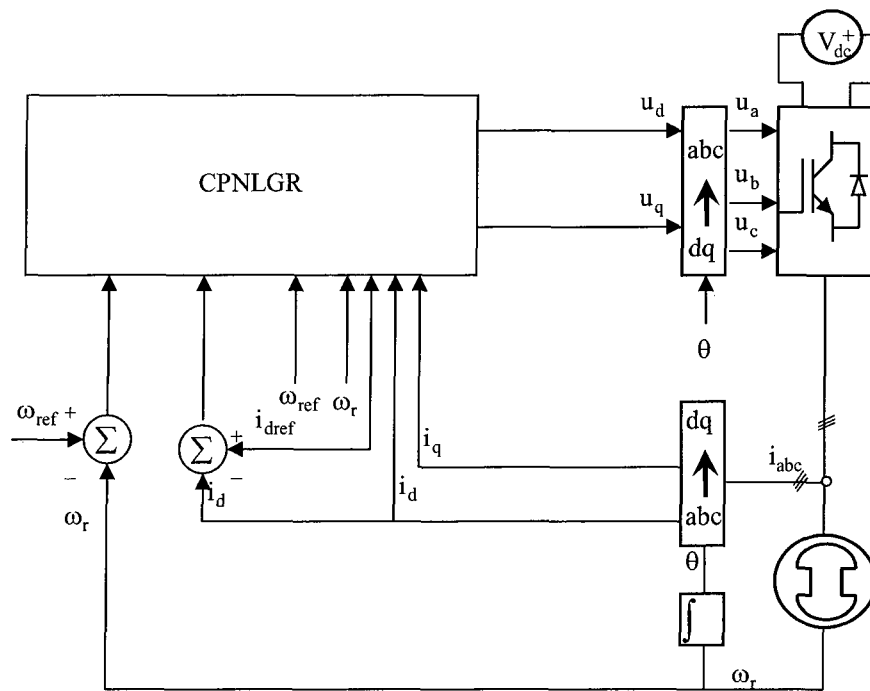 V_dc +
CPNLGR
u_d
u_q
abc
dq
u_a
u_b
u_c
θ
ω_ref +
Σ
−
ω_r
Σ
+
−
i_dref
i_d
ω_ref
ω_r
i_q
i_d
dq
abc
i_abc
θ
∫
ω_r